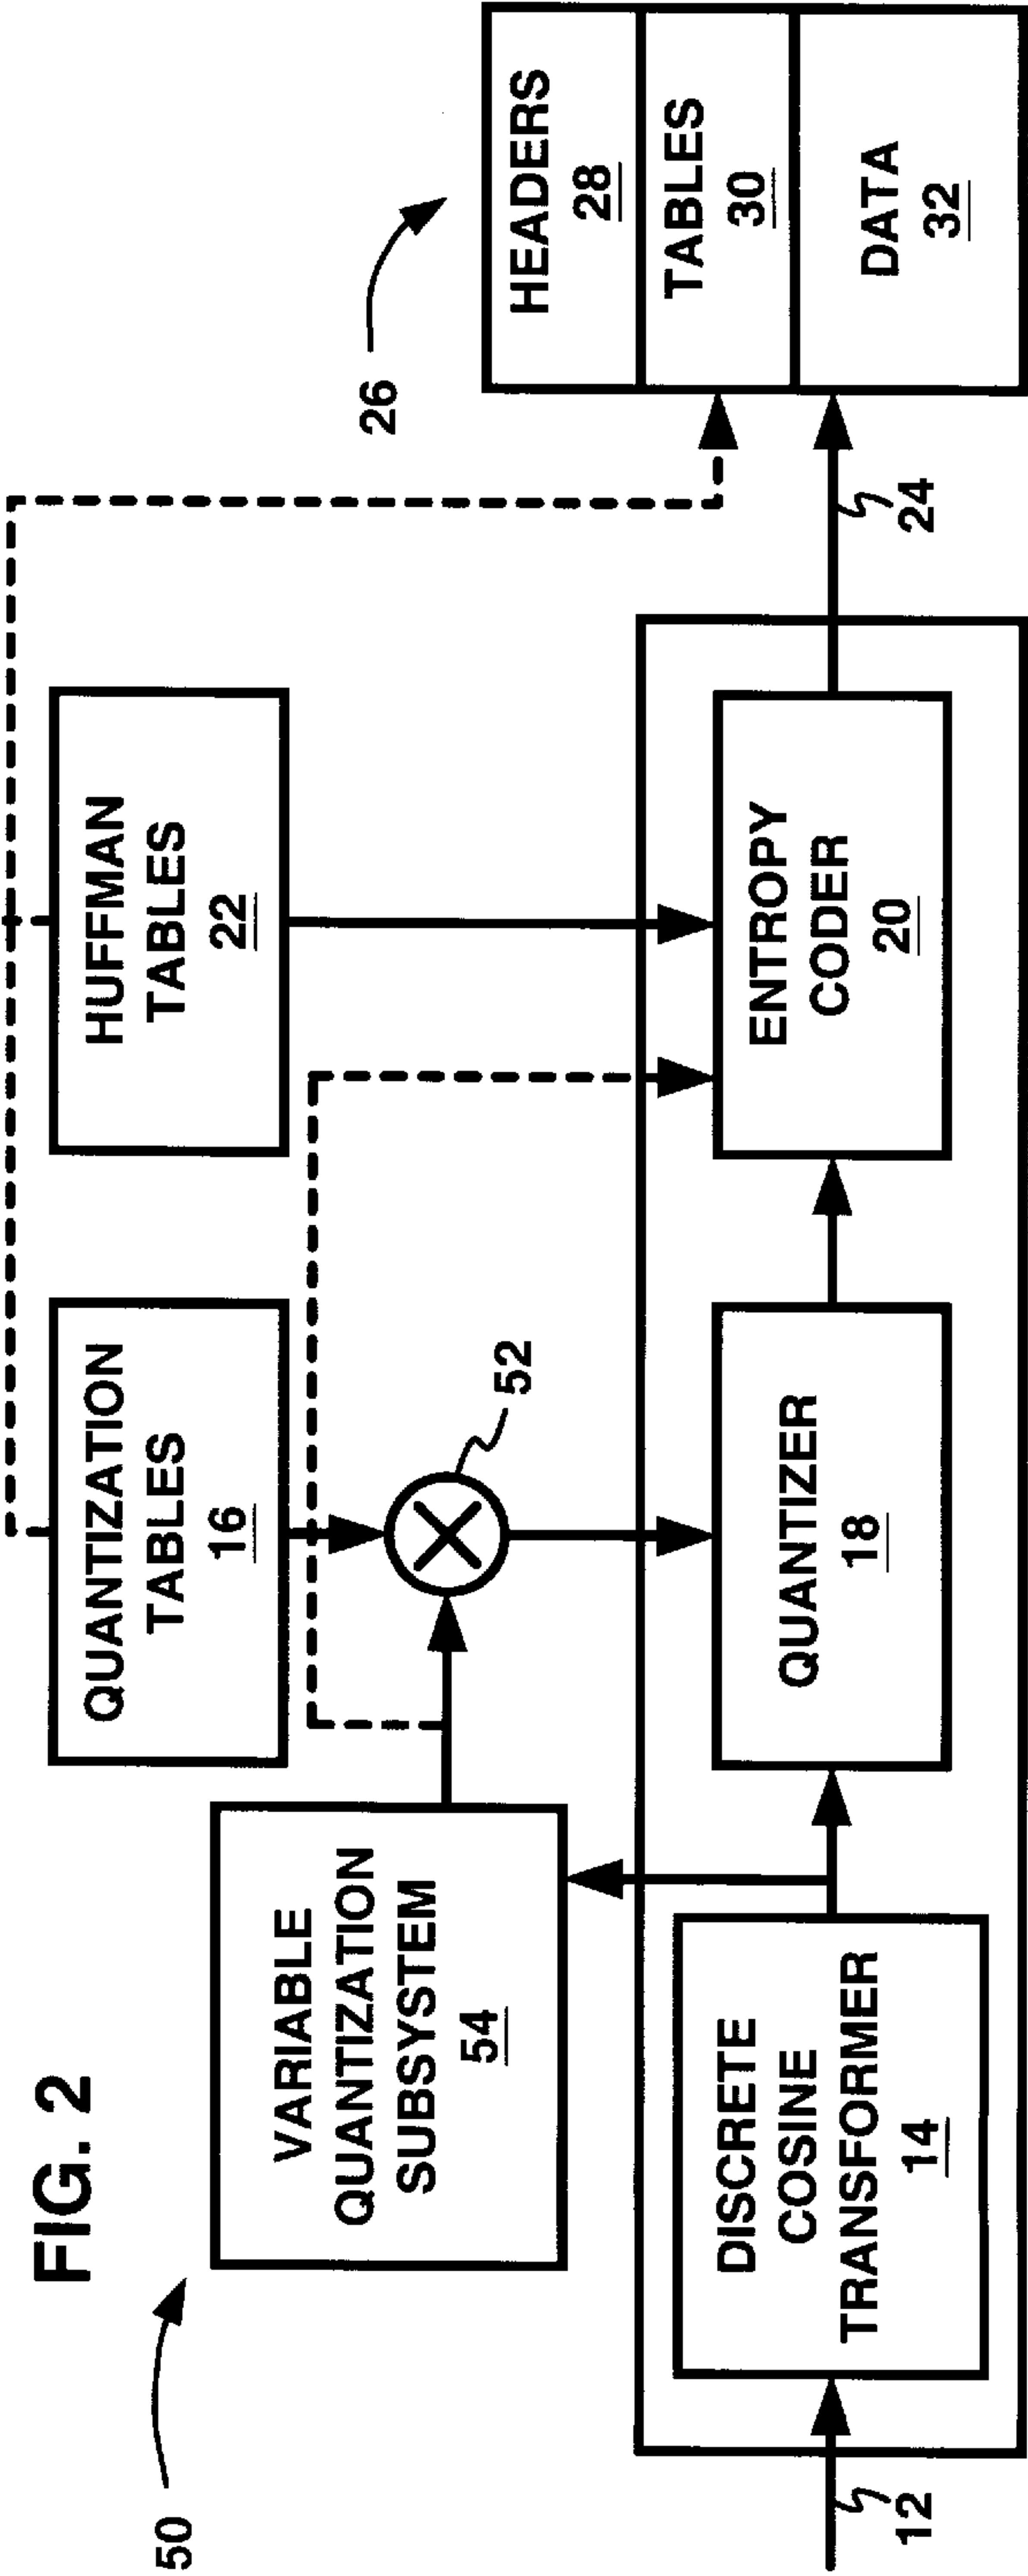 FIG. 2
50
VARIABLE
QUANTIZATION
SUBSYSTEM
54
QUANTIZATION
TABLES
16
HUFFMAN
TABLES
22
52
26
HEADERS
28
TABLES
30
DATA
32
12
DISCRETE
COSINE
TRANSFORMER
14
QUANTIZER
18
ENTROPY
CODER
20
24